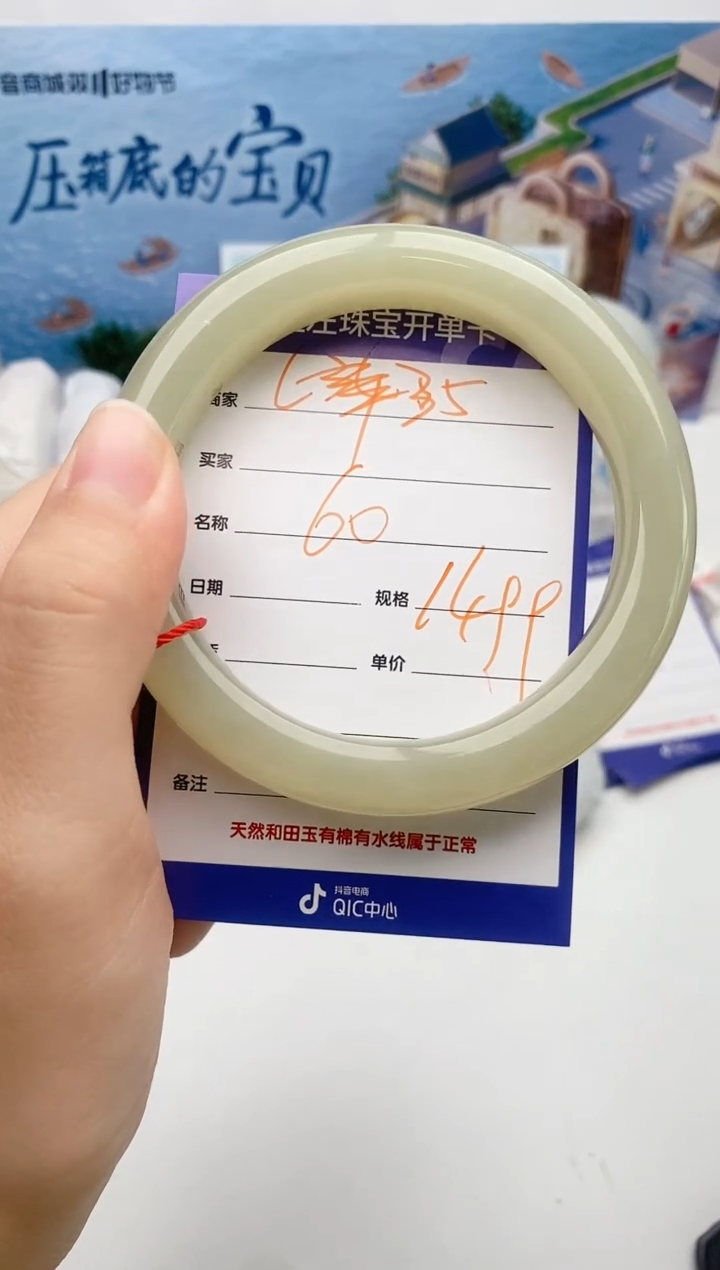 音商城双11好物节
压箱底的宝贝
珠宝开单卡
商家
买家
名称 60
日期 规格 1499
单价
备注
天然和田玉有棉有水线属于正常
抖音电商
QIC中心